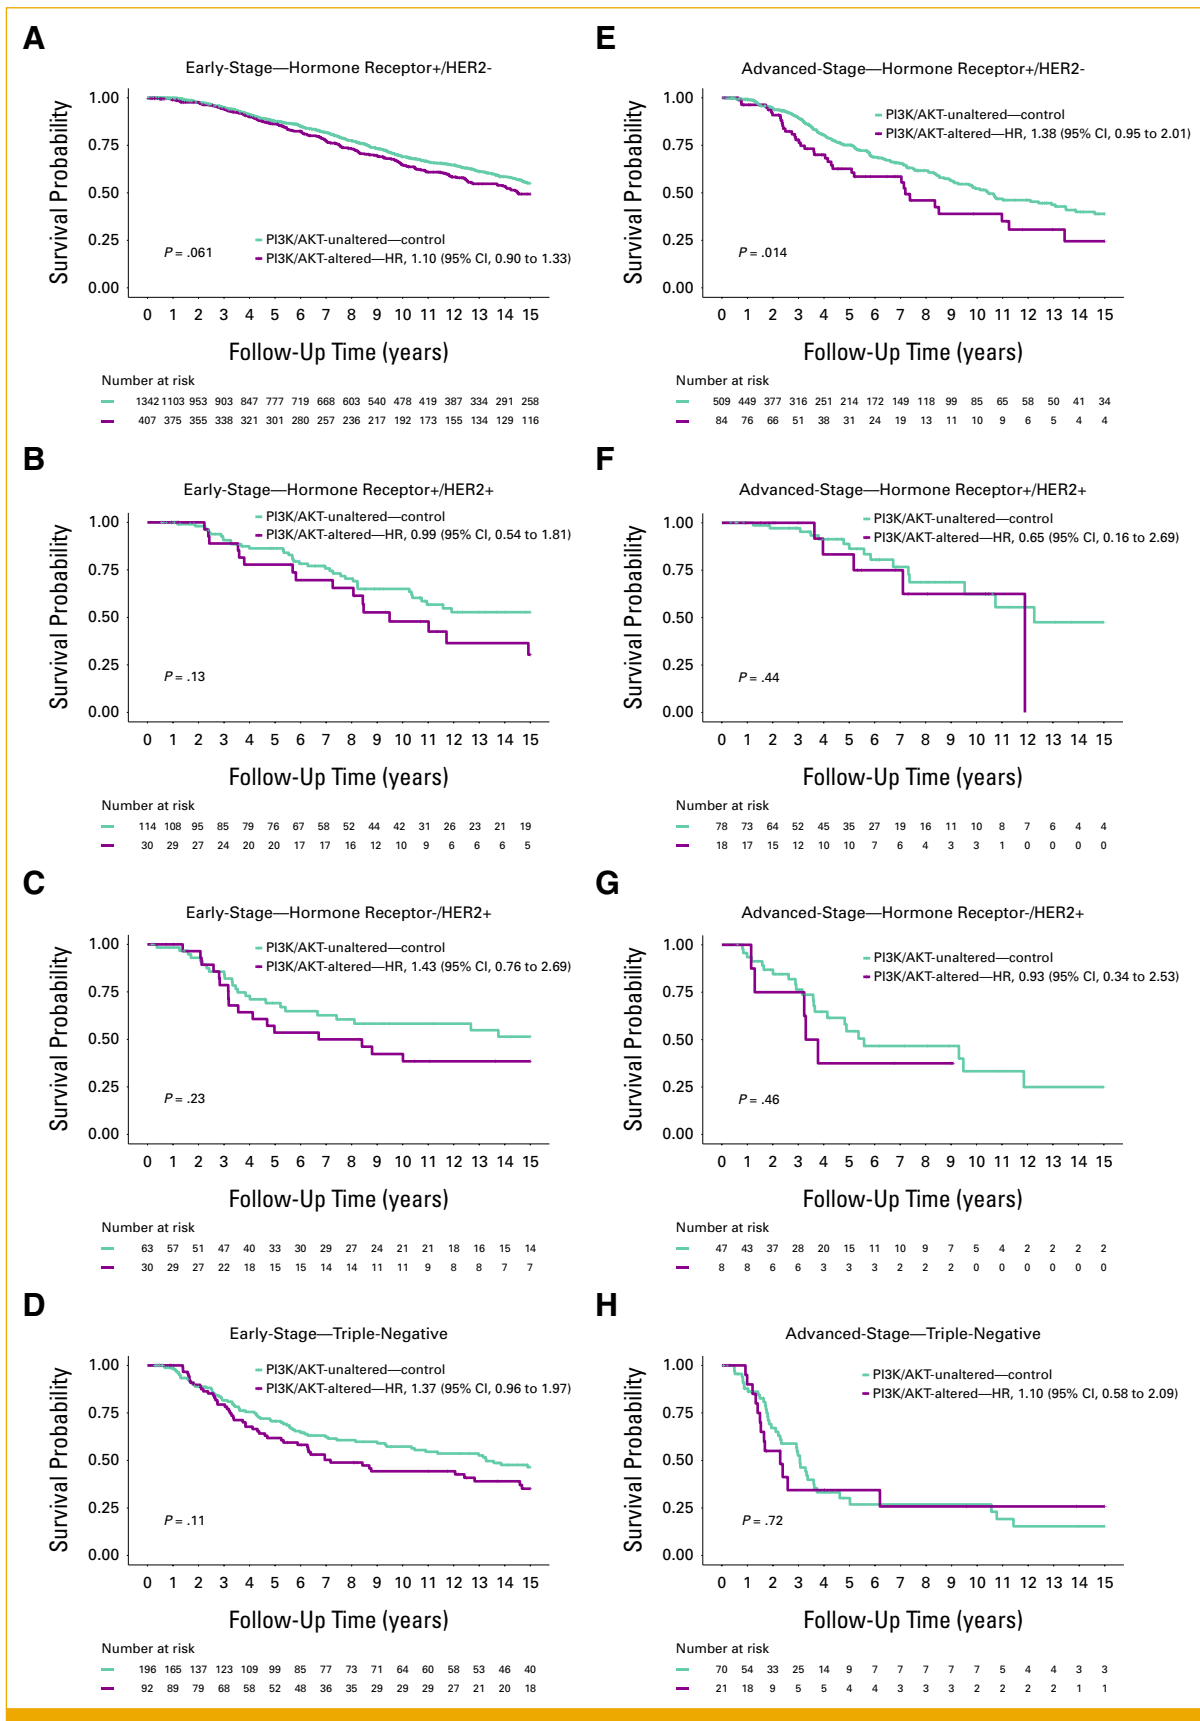 A
Early-Stage—Hormone Receptor+/HER2-
Survival Probability
1.00
0.75
0.50
0.25
0.00
PI3K/AKT-unaltered—control
PI3K/AKT-altered—HR, 1.10 (95% CI, 0.90 to 1.33)
P = .061
0 1 2 3 4 5 6 7 8 9 10 11 12 13 14 15
Follow-Up Time (years)
Number at risk
1342 1103 953 903 847 777 719 668 603 540 478 419 387 334 291 258
407 375 355 338 321 301 280 257 236 217 192 173 155 134 129 116
B
Early-Stage—Hormone Receptor+/HER2+
Survival Probability
1.00
0.75
0.50
0.25
0.00
PI3K/AKT-unaltered—control
PI3K/AKT-altered—HR, 0.99 (95% CI, 0.54 to 1.81)
P = .13
0 1 2 3 4 5 6 7 8 9 10 11 12 13 14 15
Follow-Up Time (years)
Number at risk
114 108 95 85 79 76 67 58 52 44 42 31 26 23 21 19
30 29 27 24 20 20 17 17 16 12 10 9 6 6 6 5
C
Early-Stage—Hormone Receptor-/HER2+
Survival Probability
1.00
0.75
0.50
0.25
0.00
PI3K/AKT-unaltered—control
PI3K/AKT-altered—HR, 1.43 (95% CI, 0.76 to 2.69)
P = .23
0 1 2 3 4 5 6 7 8 9 10 11 12 13 14 15
Follow-Up Time (years)
Number at risk
63 57 51 47 40 33 30 29 27 24 21 21 18 16 15 14
30 29 27 22 18 15 15 14 14 11 11 9 8 8 7 7
D
Early-Stage—Triple-Negative
Survival Probability
1.00
0.75
0.50
0.25
0.00
PI3K/AKT-unaltered—control
PI3K/AKT-altered—HR, 1.37 (95% CI, 0.96 to 1.97)
P = .11
0 1 2 3 4 5 6 7 8 9 10 11 12 13 14 15
Follow-Up Time (years)
Number at risk
196 165 137 123 109 99 85 77 73 71 64 60 58 53 46 40
92 89 79 68 58 52 48 36 35 29 29 29 27 21 20 18
E
Advanced-Stage—Hormone Receptor+/HER2-
Survival Probability
1.00
0.75
0.50
0.25
0.00
PI3K/AKT-unaltered—control
PI3K/AKT-altered—HR, 1.38 (95% CI, 0.95 to 2.01)
P = .014
0 1 2 3 4 5 6 7 8 9 10 11 12 13 14 15
Follow-Up Time (years)
Number at risk
509 449 377 316 251 214 172 149 118 99 85 65 58 50 41 34
84 76 66 51 38 31 24 19 13 11 10 9 6 5 4 4
F
Advanced-Stage—Hormone Receptor+/HER2+
Survival Probability
1.00
0.75
0.50
0.25
0.00
PI3K/AKT-unaltered—control
PI3K/AKT-altered—HR, 0.65 (95% CI, 0.16 to 2.69)
P = .44
0 1 2 3 4 5 6 7 8 9 10 11 12 13 14 15
Follow-Up Time (years)
Number at risk
78 73 64 52 45 35 27 19 16 11 10 8 7 6 4 4
18 17 15 12 10 10 7 6 4 3 3 1 0 0 0 0
G
Advanced-Stage—Hormone Receptor-/HER2+
Survival Probability
1.00
0.75
0.50
0.25
0.00
PI3K/AKT-unaltered—control
PI3K/AKT-altered—HR, 0.93 (95% CI, 0.34 to 2.53)
P = .46
0 1 2 3 4 5 6 7 8 9 10 11 12 13 14 15
Follow-Up Time (years)
Number at risk
47 43 37 28 20 15 11 10 9 7 5 4 2 2 2 2
8 8 6 6 3 3 3 2 2 2 0 0 0 0 0 0
H
Advanced-Stage—Triple-Negative
Survival Probability
1.00
0.75
0.50
0.25
0.00
PI3K/AKT-unaltered—control
PI3K/AKT-altered—HR, 1.10 (95% CI, 0.58 to 2.09)
P = .72
0 1 2 3 4 5 6 7 8 9 10 11 12 13 14 15
Follow-Up Time (years)
Number at risk
70 54 33 25 14 9 7 7 7 7 7 5 4 4 3 3
21 18 9 5 5 4 4 3 3 3 2 2 2 2 1 1